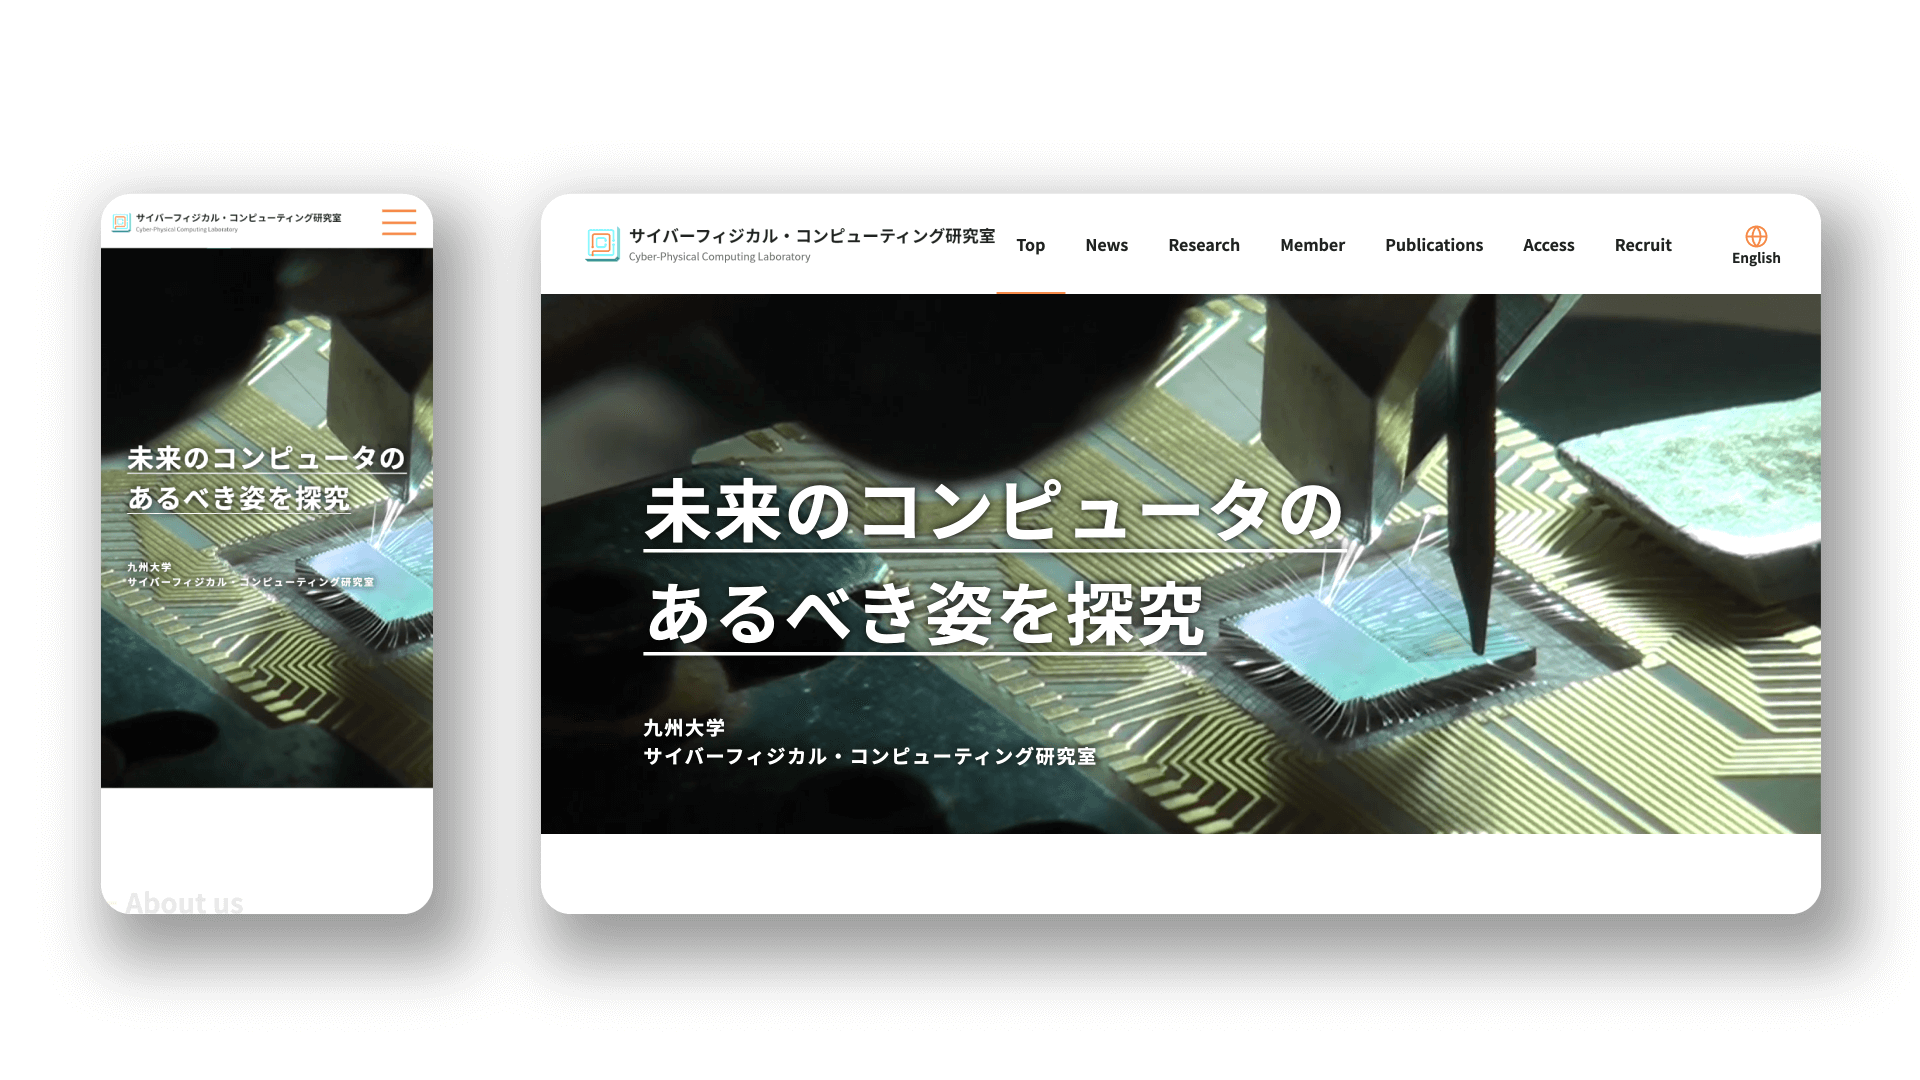 サイバーフィジカル・コンピューティング研究室
Cyber-Physical Computing Laboratory
未来のコンピュータの
あるべき姿を探究
九州大学
サイバーフィジカル・コンピューティング研究室
About us
サイバーフィジカル・コンピューティング研究室
Cyber-Physical Computing Laboratory
Top News Research Member Publications Access Recruit English
未来のコンピュータの
あるべき姿を探究
九州大学
サイバーフィジカル・コンピューティング研究室